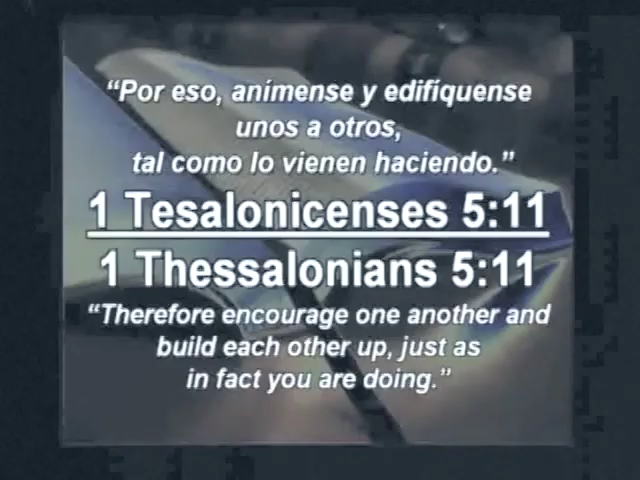 “Por eso, anímense y edifíquense
unos a otros,
tal como lo vienen haciendo.”
1 Tesalonicenses 5:11
1 Thessalonians 5:11
“Therefore encourage one another and
build each other up, just as
in fact you are doing.”